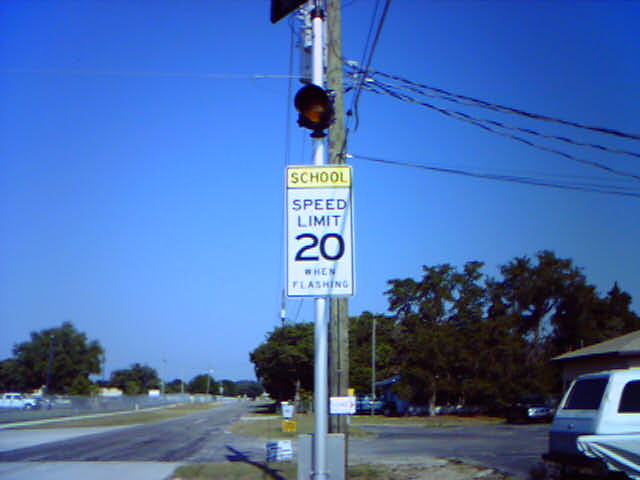 SCHOOL
SPEED
LIMIT
20
WHEN
FLASHING